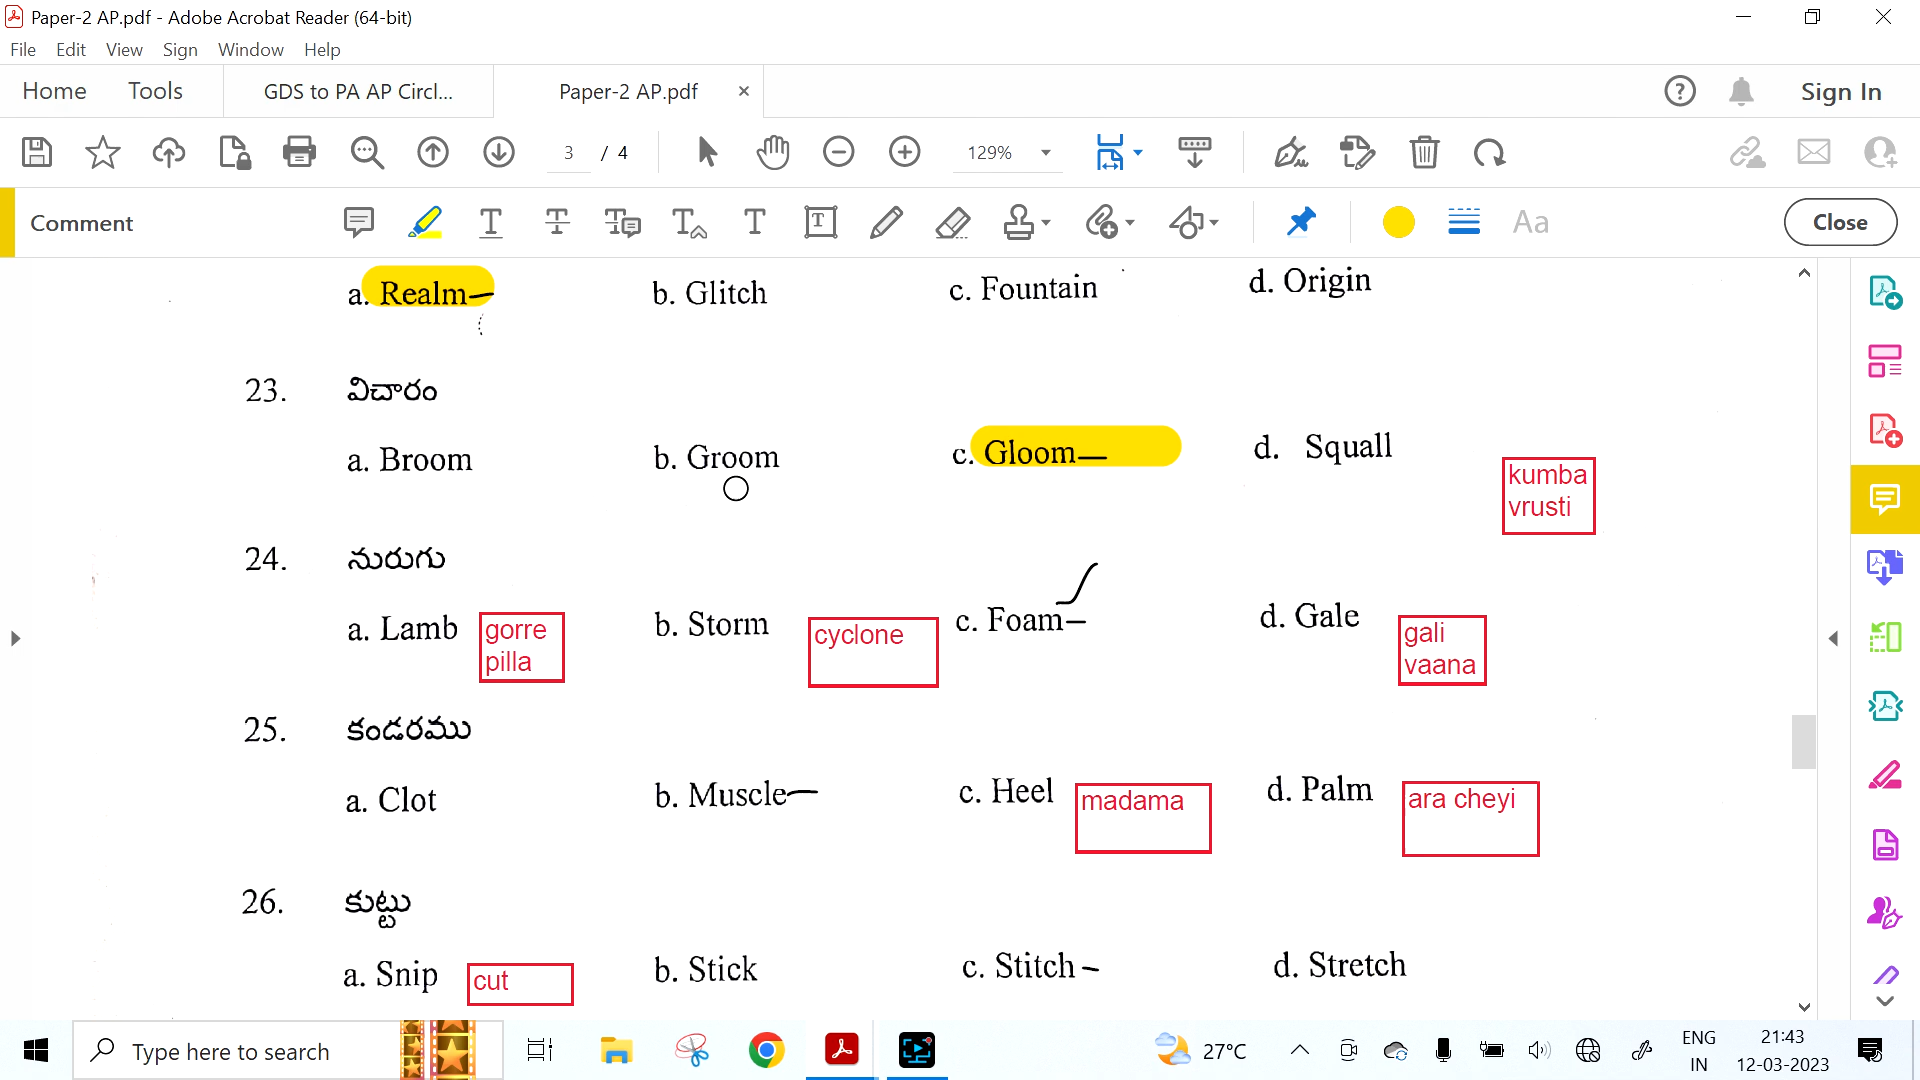 Paper-2 AP.pdf - Adobe Acrobat Reader (64-bit)
File Edit View Sign Window Help
Home Tools GDS to PA AP Circl... Paper-2 AP.pdf × Sign In
3 / 4 129%
Comment Aa Close
a. Realm b. Glitch c. Fountain d. Origin
23. విచారం
a. Broom b. Groom c. Gloom d. Squall
kumba
vrusti
24. నురుగు
a. Lamb b. Storm c. Foam d. Gale
gorre
pilla
cyclone
gali
vaana
25. కండరము
a. Clot b. Muscle c. Heel d. Palm
madama
ara cheyi
26. కుట్టు
a. Snip b. Stick c. Stitch d. Stretch
cut
Type here to search 27°C ENG 21:43
IN 12-03-2023